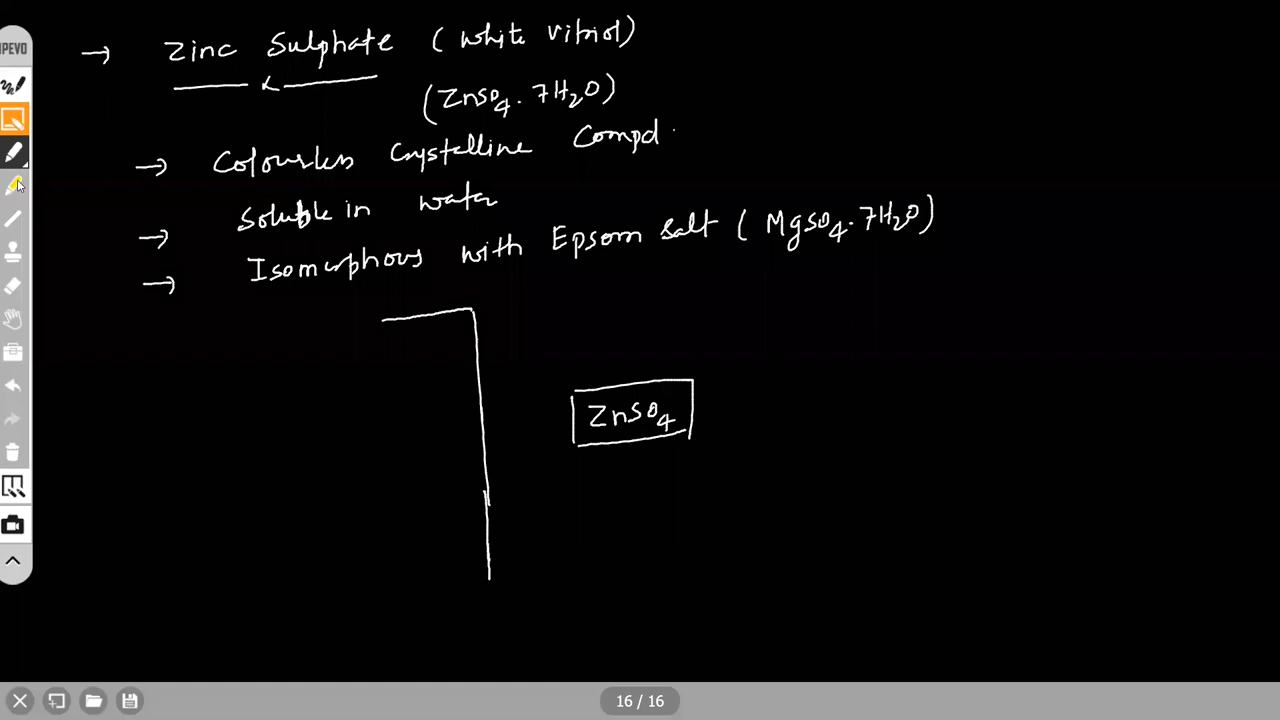 IPEVO
→ Zinc Sulphate (white vitriol)
(ZnSO4. 7H2O)
→ Colourless Crystelline Compd.
→ Soluble in water
→ Isomorphous with Epsom salt (MgSO4. 7H2O)
ZnSO4
16 / 16